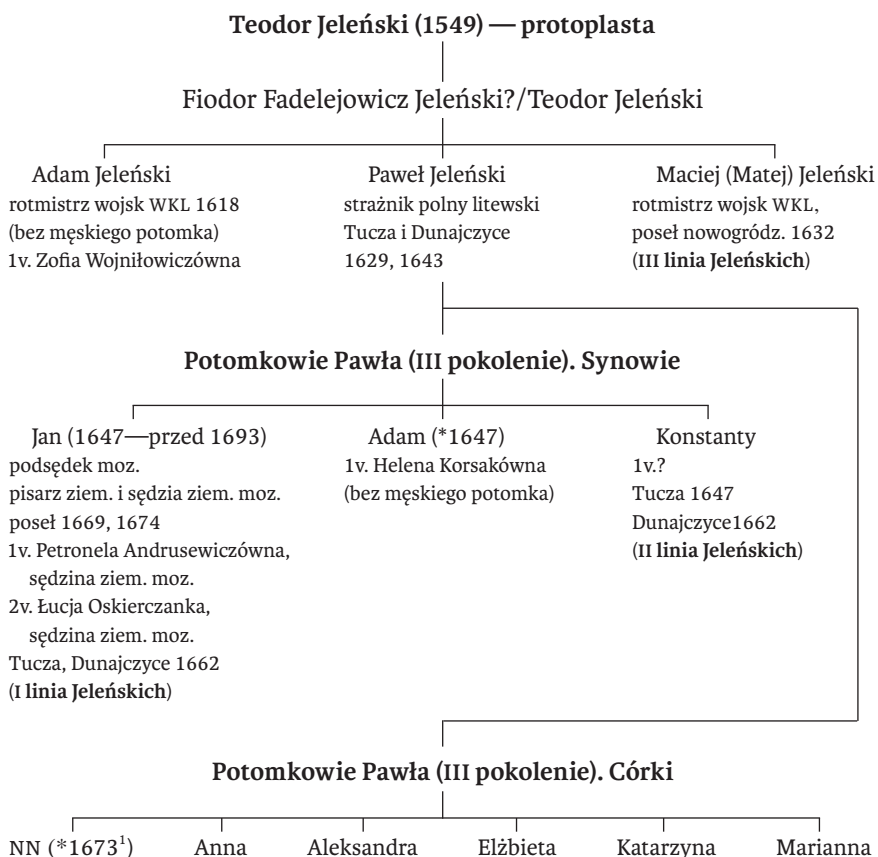 Teodor Jeleński (1549) — protoplasta
Fiodor Fadelejowicz Jeleński?/Teodor Jeleński
Adam Jeleński
rotmistrz wojsk WKL 1618
(bez męskiego potomka)
1v. Zofia Wojniłowiczówna
Paweł Jeleński
strażnik polny litewski
Tucza i Dunajczyce
1629, 1643
Maciej (Matej) Jeleński
rotmistrz wojsk WKL,
poseł nowogródz. 1632
(III linia Jeleńskich)
Potomkowie Pawła (III pokolenie). Synowie
Jan (1647—przed 1693)
podsędek moz.
pisarz ziem. i sędzia ziem. moz.
poseł 1669, 1674
1v. Petronela Andrusewiczówna,
sędzina ziem. moz.
2v. Łucja Oskierczanka,
sędzina ziem. moz.
Tucza, Dunajczyce 1662
(I linia Jeleńskich)
Adam (*1647)
1v. Helena Korsakówna
(bez męskiego potomka)
Konstanty
1v.?
Tucza 1647
Dunajczyce1662
(II linia Jeleńskich)
Potomkowie Pawła (III pokolenie). Córki
NN (*1673¹) Anna Aleksandra Elżbieta Katarzyna Marianna